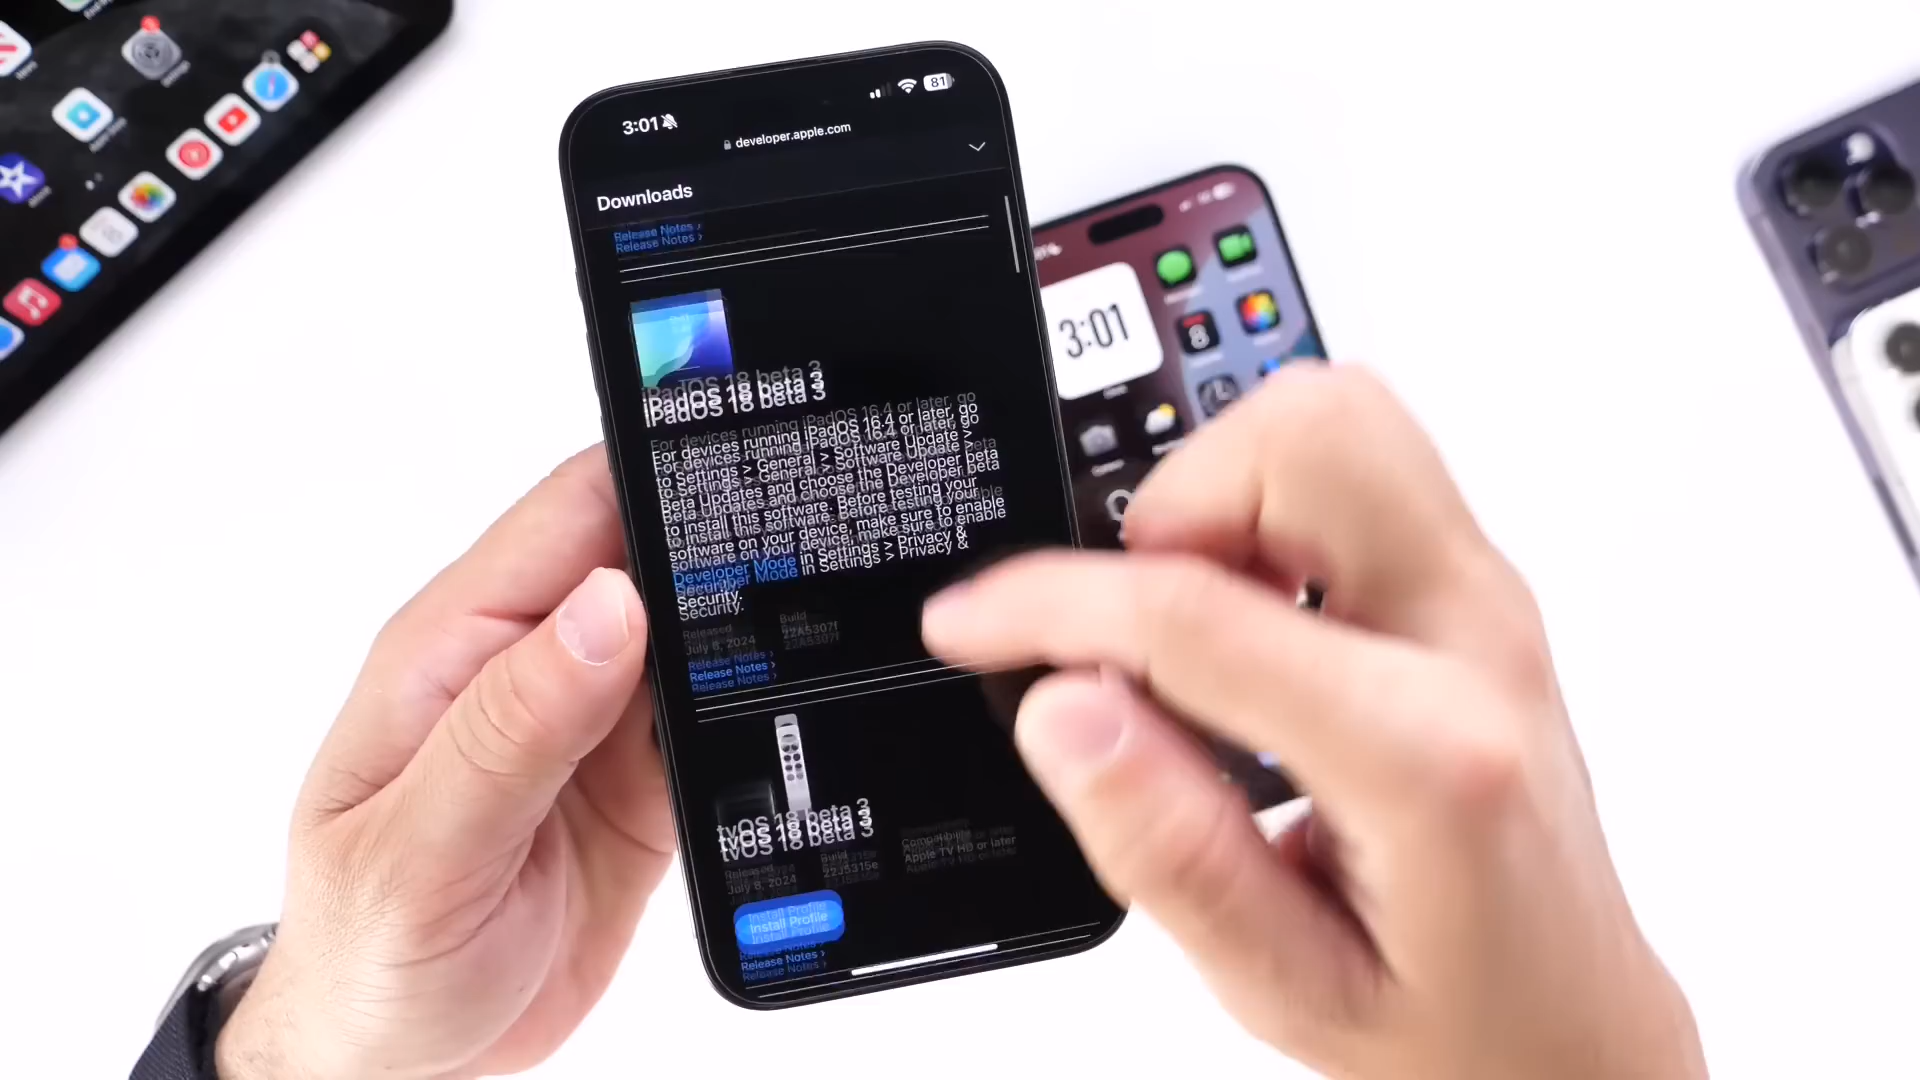 3:01
81
developer.apple.com
Downloads
Release Notes ›
3:01
8
iPadOS 18 beta 3
For devices running iPadOS 16.4 or later, go
to Settings > General > Software Update >
Beta Updates and choose the Developer beta
to install this software. Before testing your
software on your device, make sure to enable
Developer Mode in Settings > Privacy &
Security.
Released
Build
July 8, 2024
22A5307f
Release Notes ›
tvOS 18 beta 3
Released
Build
Compatibility
July 8, 2024
22J5315e
Apple TV HD or later
Install Profile
Release Notes ›